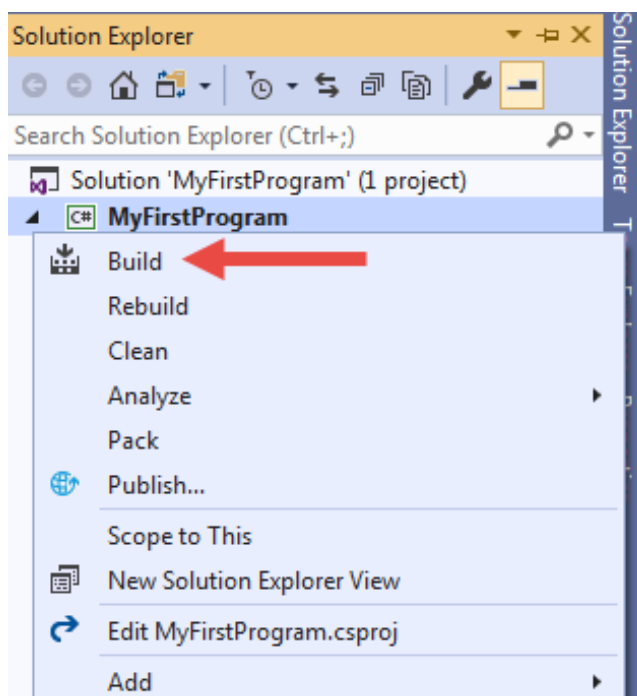 Solution Explorer
Search Solution Explorer (Ctrl+;)
Solution 'MyFirstProgram' (1 project)
C# MyFirstProgram
Build
Rebuild
Clean
Analyze
Pack
Publish...
Scope to This
New Solution Explorer View
Edit MyFirstProgram.csproj
Add
Solution Explorer